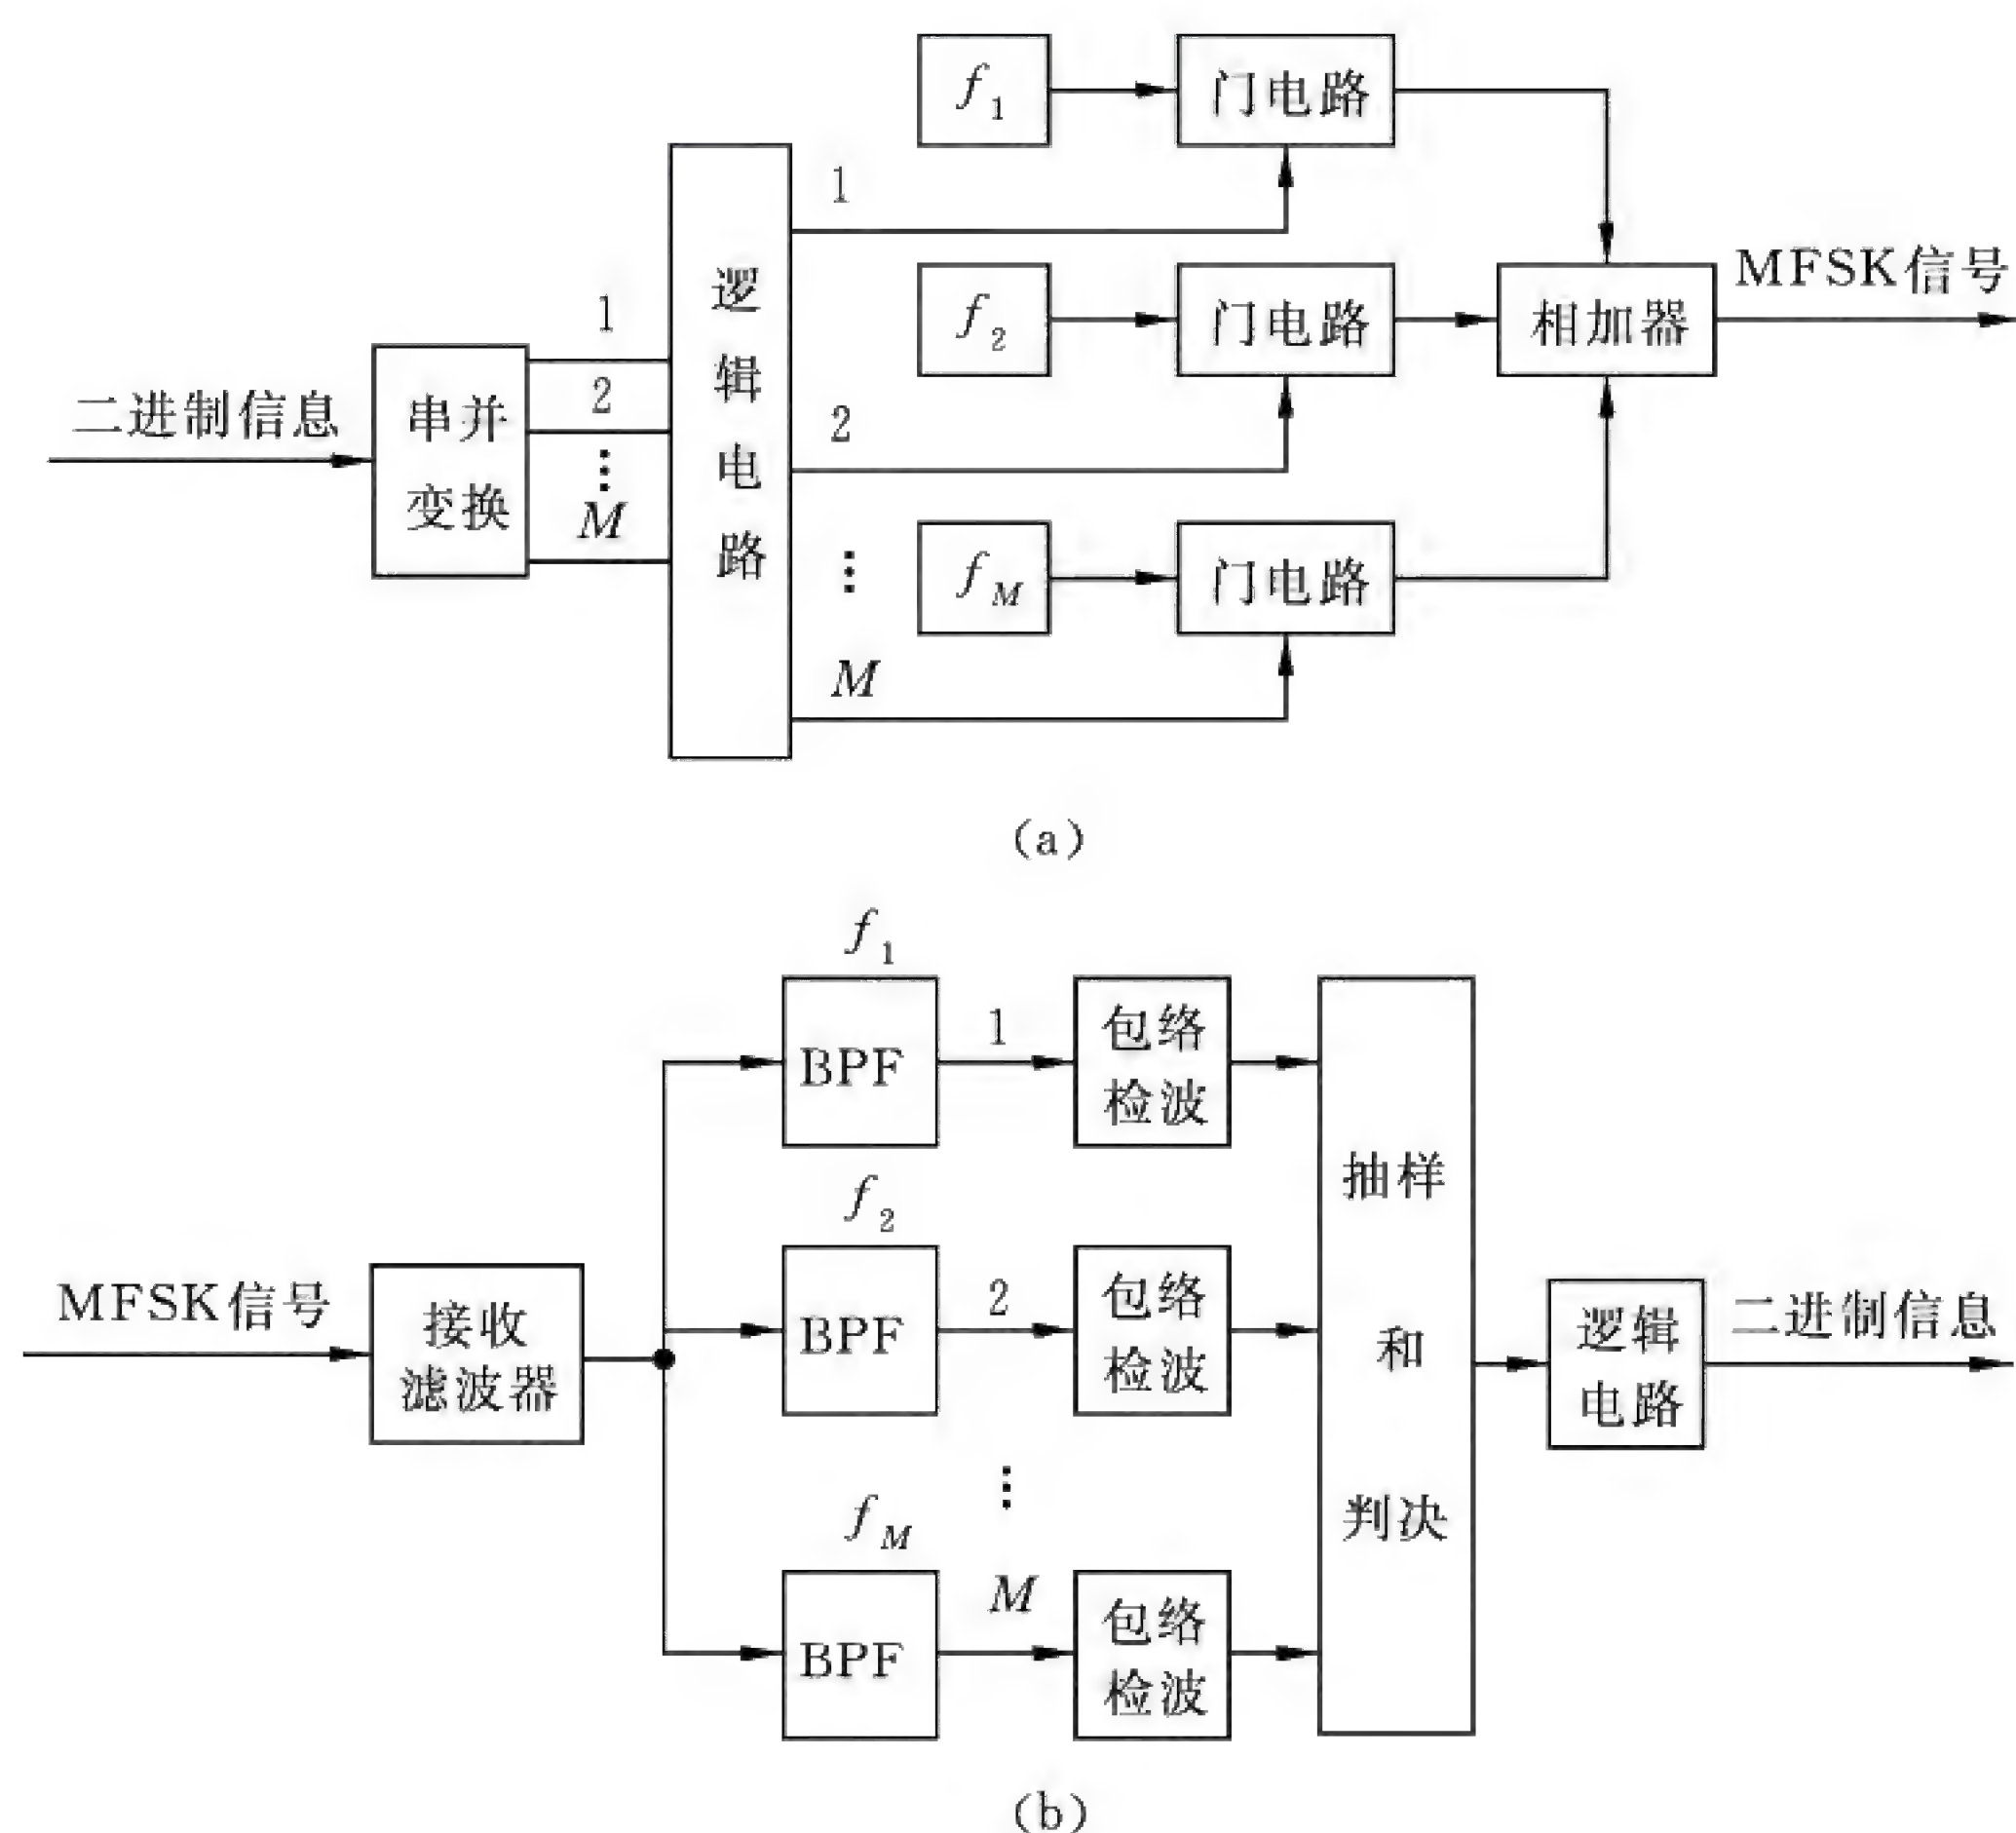 f1
门电路
1
逻辑电路
f2
门电路
相加器
MFSK信号
1
2
⋮
M
二进制信息
串并
变换
2
fM
门电路
⋮
M
(a)
f1
BPF
1
包络
检波
抽样
和
判决
f2
BPF
2
包络
检波
MFSK信号
接收
滤波器
逻辑
电路
二进制信息
⋮
fM
BPF
M
包络
检波
(b)